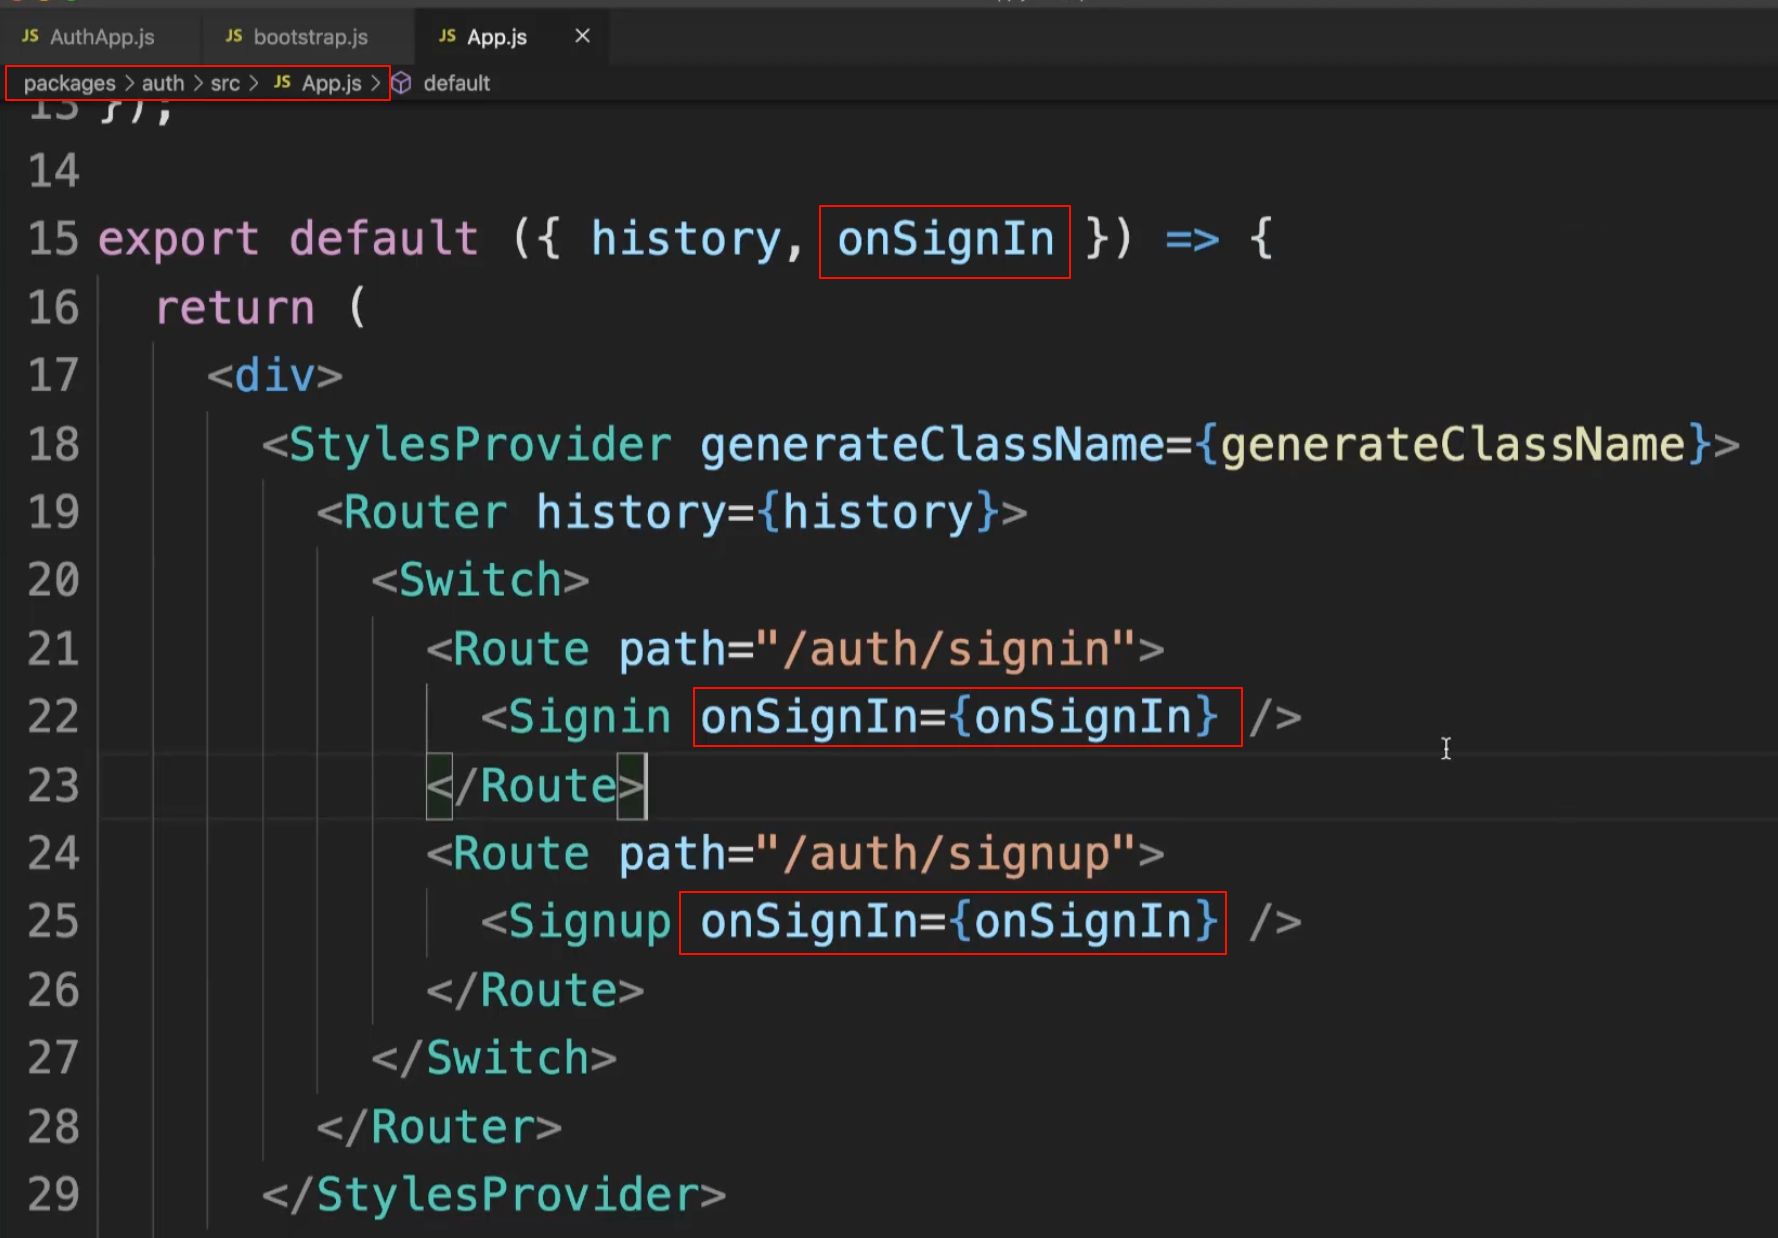 JS AuthApp.js JS bootstrap.js JS App.js ×
packages > auth > src > JS App.js > default
13 });
14
15 export default ({ history, onSignIn }) => {
16 return (
17 <div>
18 <StylesProvider generateClassName={generateClassName}>
19 <Router history={history}>
20 <Switch>
21 <Route path="/auth/signin">
22 <Signin onSignIn={onSignIn} />
23 </Route>
24 <Route path="/auth/signup">
25 <Signup onSignIn={onSignIn} />
26 </Route>
27 </Switch>
28 </Router>
29 </StylesProvider>